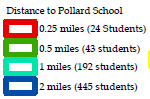 Distance to Pollard School
0.25 miles (24 Students)
0.5 miles (43 students)
1 miles (192 students)
2 miles (445 students)